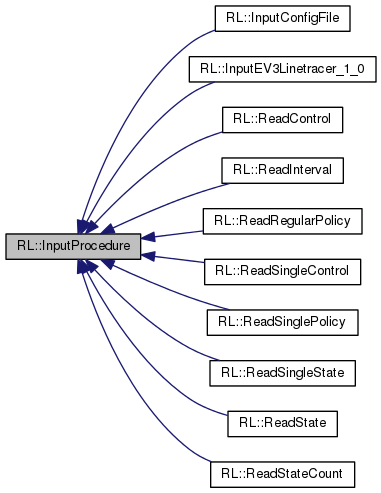 RL::InputConfigFile
RL::InputEV3Linetracer_1_0
RL::ReadControl
RL::ReadInterval
RL::ReadRegularPolicy
RL::InputProcedure
RL::ReadSingleControl
RL::ReadSinglePolicy
RL::ReadSingleState
RL::ReadState
RL::ReadStateCount